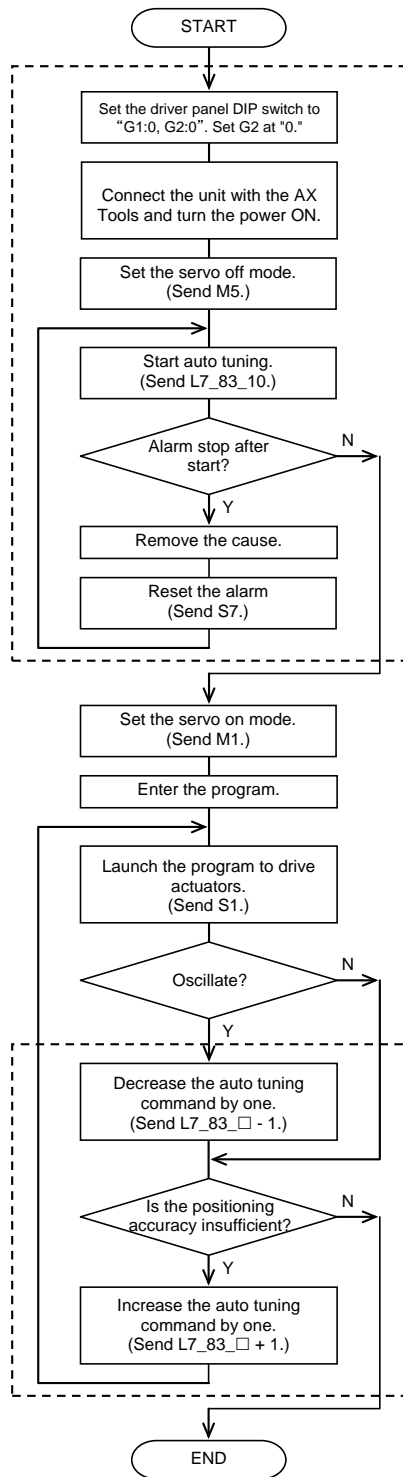 START
Set the driver panel DIP switch to
“G1:0, G2:0”. Set G2 at "0."
Connect the unit with the AX
Tools and turn the power ON.
Set the servo off mode.
(Send M5.)
Start auto tuning.
(Send L7_83_10.)
Alarm stop after
start?
N
Y
Remove the cause.
Reset the alarm
(Send S7.)
Set the servo on mode.
(Send M1.)
Enter the program.
Launch the program to drive
actuators.
(Send S1.)
Oscillate?
N
Y
Decrease the auto tuning
command by one.
(Send L7_83_□ - 1.)
Is the positioning
accuracy insufficient?
N
Y
Increase the auto tuning
command by one.
(Send L7_83_□ + 1.)
END